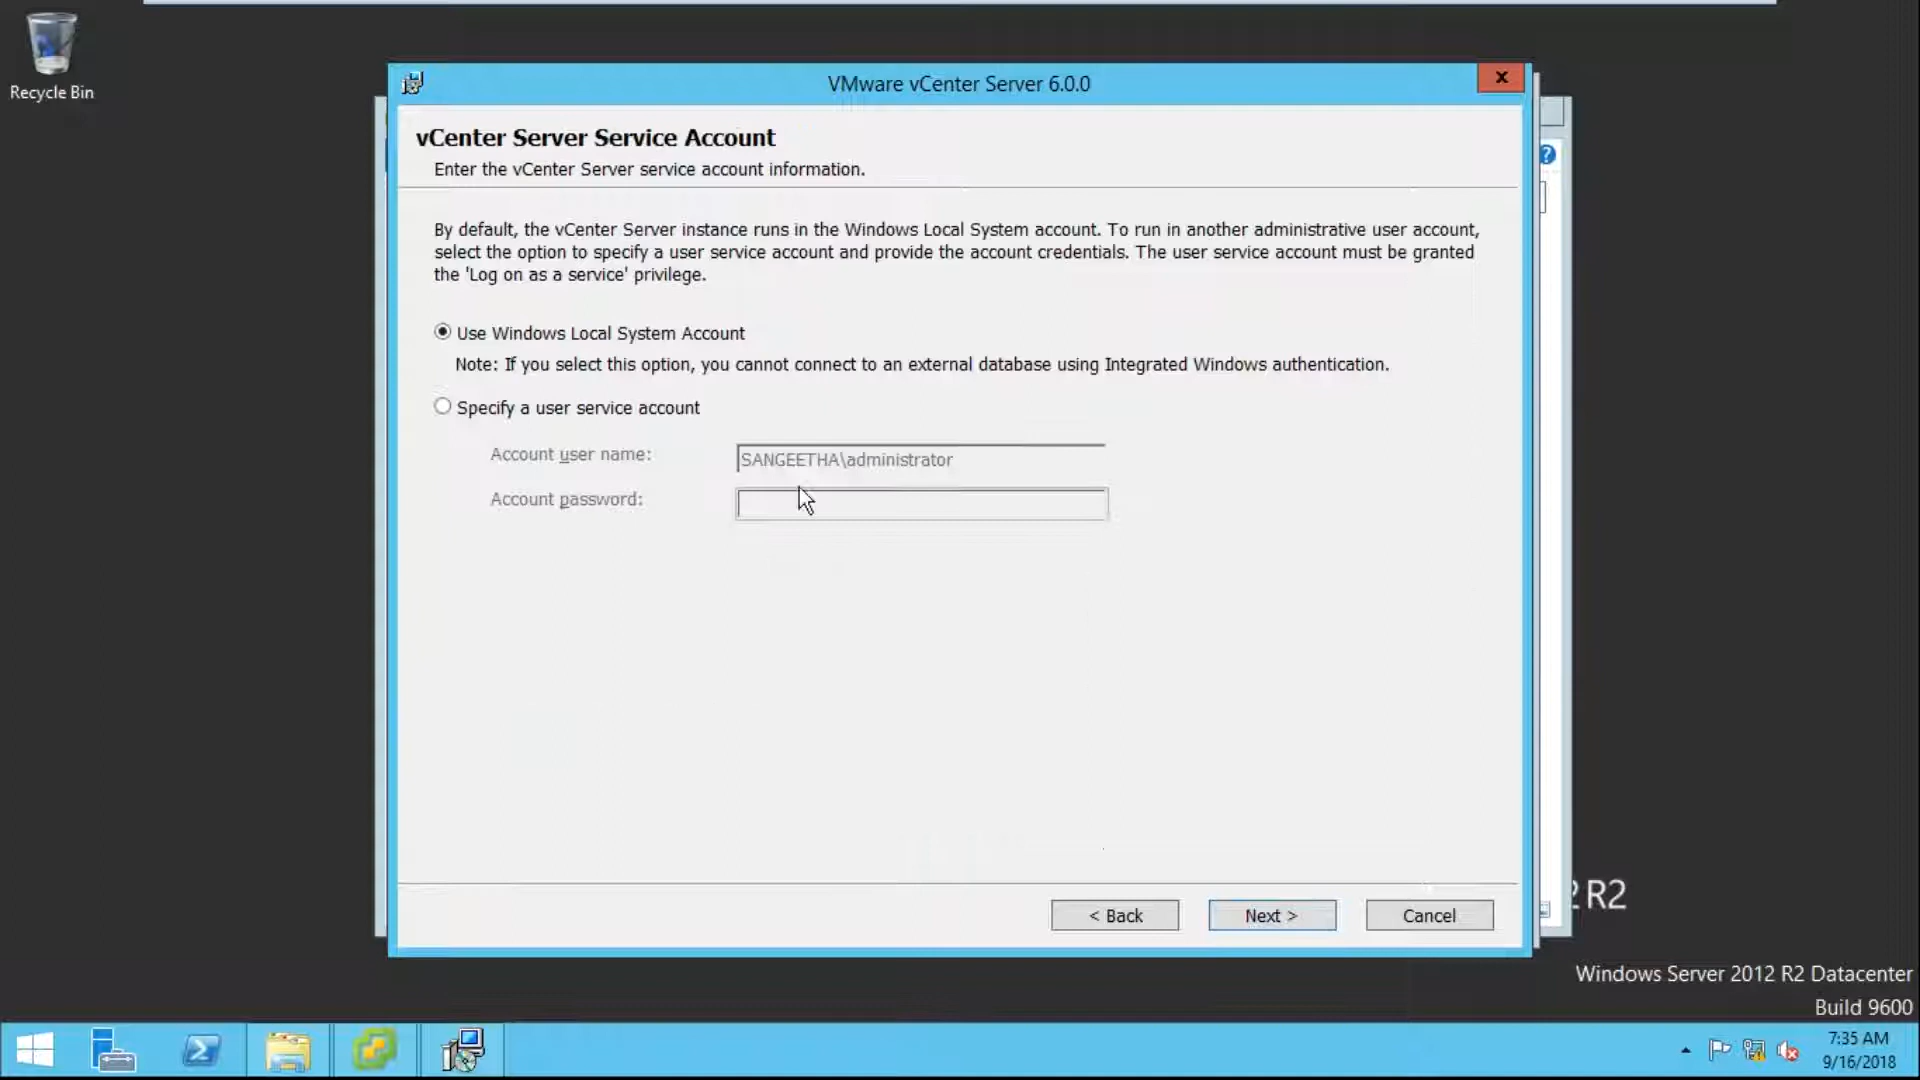 Recycle Bin
VMware vCenter Server 6.0.0
x
vCenter Server Service Account
Enter the vCenter Server service account information.
?
By default, the vCenter Server instance runs in the Windows Local System account. To run in another administrative user account,
select the option to specify a user service account and provide the account credentials. The user service account must be granted
the 'Log on as a service' privilege.
Use Windows Local System Account
Note: If you select this option, you cannot connect to an external database using Integrated Windows authentication.
Specify a user service account
Account user name:
SANGEETHA\administrator
Account password:
< Back
Next >
Cancel
2 R2
Windows Server 2012 R2 Datacenter
Build 9600
7:35 AM
9/16/2018